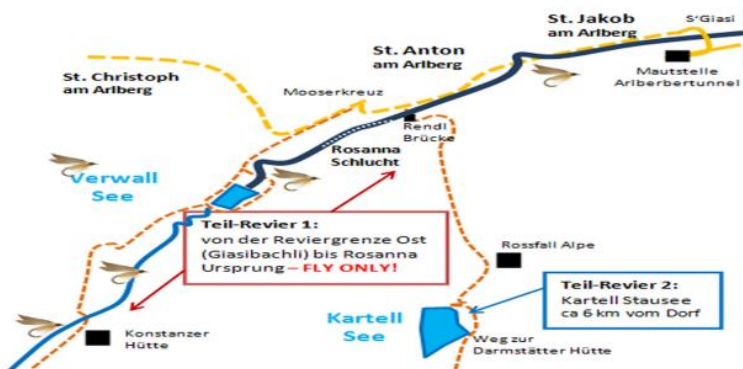 St. Jakob
am Arlberg
S'Giasi
St. Anton
am Arlberg
Mautstelle
Arlberbertunnel
St. Christoph
am Arlberg
Mooserkreuz
Rendl
Brücke
Rosanna
Schlucht
Verwall
See
Teil-Revier 1:
von der Reviergrenze Ost
(Giasibachli) bis Rosanna
Ursprung – FLY ONLY!
Rossfall Alpe
Teil-Revier 2:
Kartell Stausee
ca 6 km vom Dorf
Kartell
See
Konstanzer
Hütte
Weg zur
Darmstätter Hütte